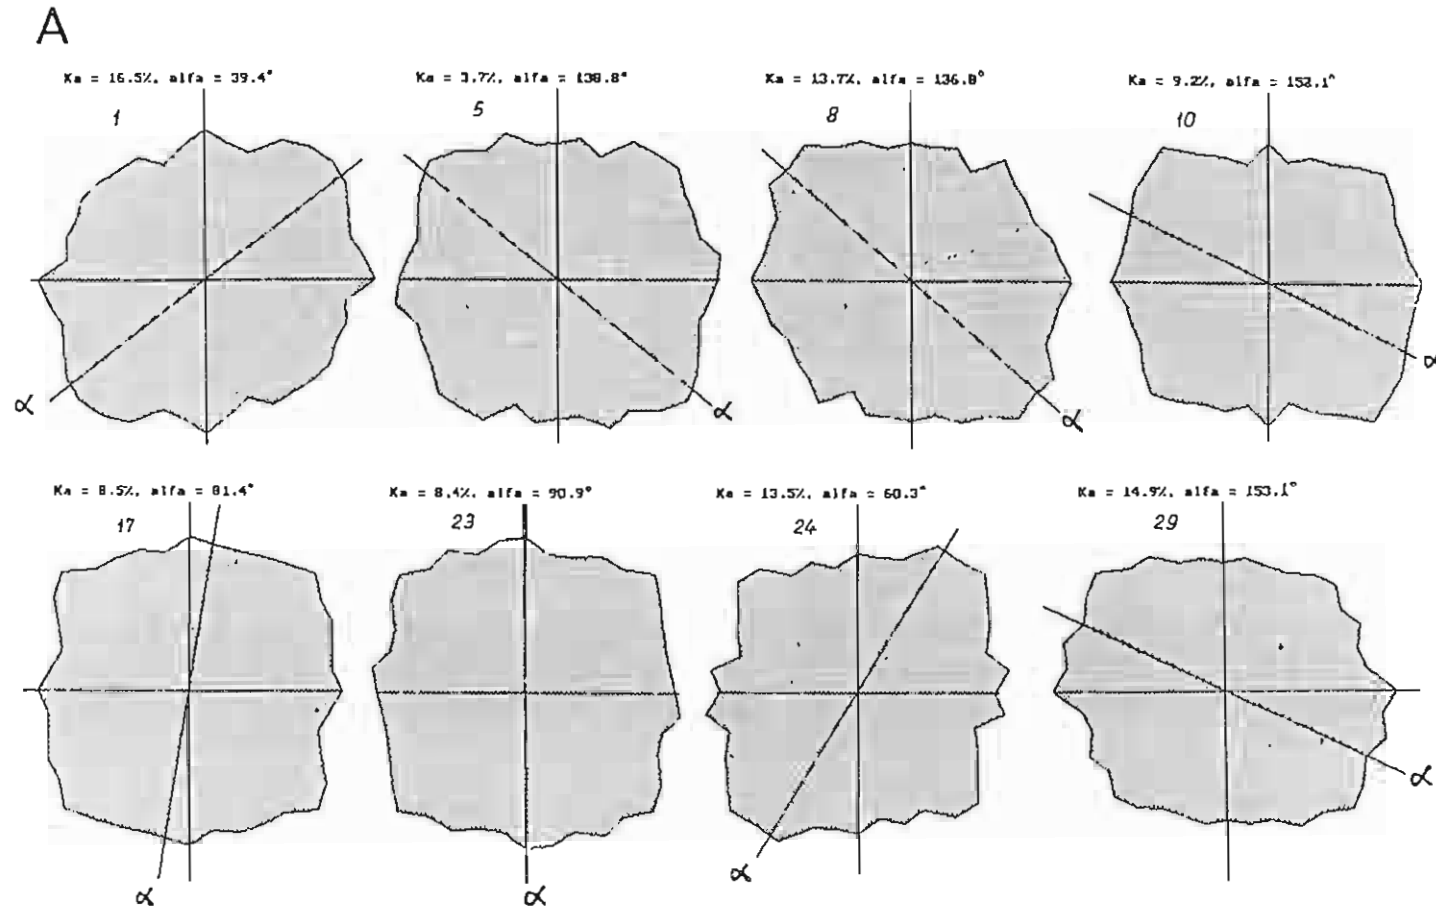 A
Ka = 16.5%, alfa = 39.4°
1
α
Ka = 3.7%, alfa = 138.8°
5
α
Ka = 13.7%, alfa = 136.8°
8
α
Ka = 9.2%, alfa = 153.1°
10
α
Ka = 8.5%, alfa = 81.4°
17
α
Ka = 8.4%, alfa = 90.9°
23
α
Ka = 13.5%, alfa = 60.3°
24
α
Ka = 14.9%, alfa = 153.1°
29
α